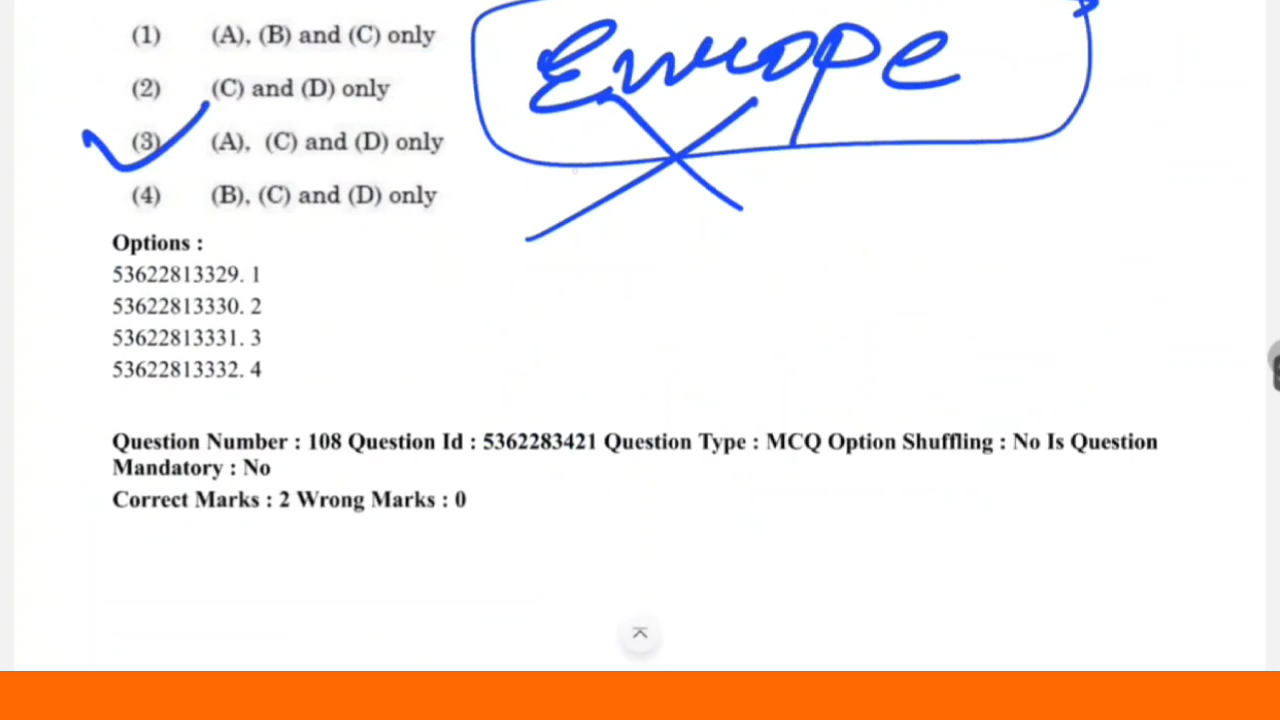 (1) (A), (B) and (C) only
Europe
(2) (C) and (D) only
(3) (A), (C) and (D) only
(4) (B), (C) and (D) only
Options :
53622813329. 1
53622813330. 2
53622813331. 3
53622813332. 4
Question Number : 108 Question Id : 5362283421 Question Type : MCQ Option Shuffling : No Is Question
Mandatory : No
Correct Marks : 2 Wrong Marks : 0